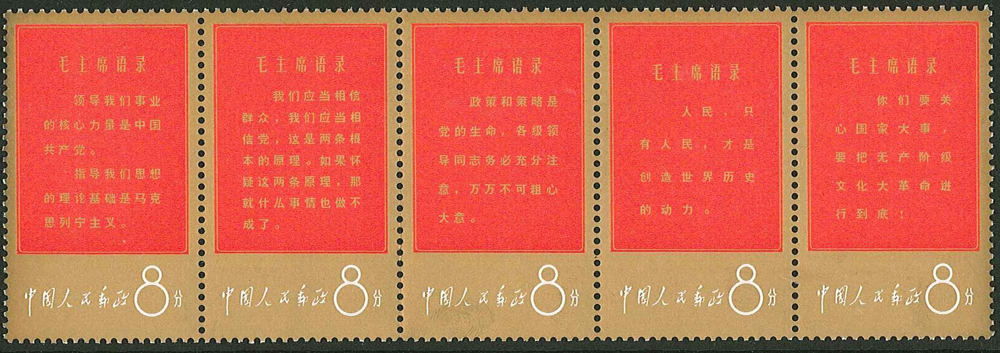 毛主席语录
领导我们事业
的核心力量是中国
共产党。
指导我们思想
的理论基础是马克
思列宁主义。
中国人民邮政8分
毛主席语录
我们应当相信
群众，我们应当相
信党，这是两条根
本的原理。如果怀
疑这两条原理，那
就什么事情也做不
成了。
中国人民邮政8分
毛主席语录
政策和策略是
党的生命，各级领
导同志务必充分注
意，万万不可粗心
大意。
中国人民邮政8分
毛主席语录
人民，只
有人民，才是
创造世界历史
的动力。
中国人民邮政8分
毛主席语录
你们要关
心国家大事，
要把无产阶级
文化大革命进
行到底！
中国人民邮政8分